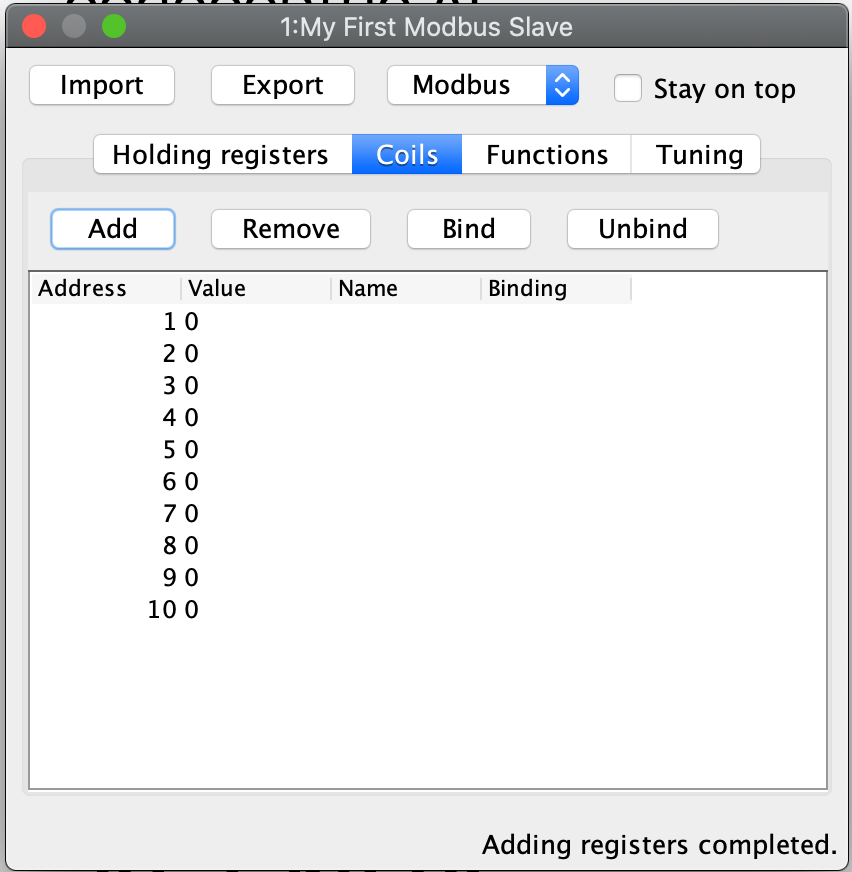 1:My First Modbus Slave
Import Export Modbus Stay on top
Holding registers Coils Functions Tuning
Add Remove Bind Unbind
Address Value Name Binding
1 0
2 0
3 0
4 0
5 0
6 0
7 0
8 0
9 0
10 0
Adding registers completed.